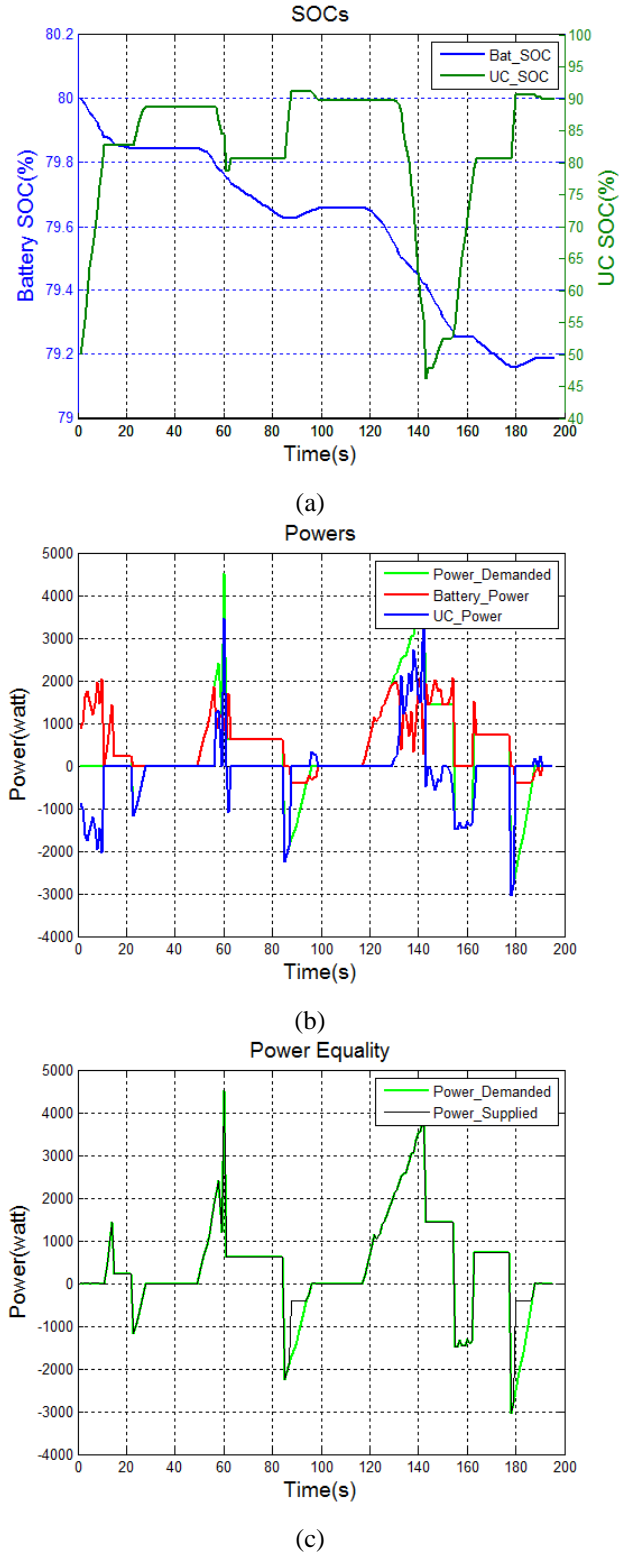 SOCs
80.2
80
79.8
79.6
79.4
79.2
79
100
95
90
85
80
75
70
65
60
55
50
45
40
Bat_SOC
UC_SOC
Battery SOC(%)
UC SOC(%)
0 20 40 60 80 100 120 140 160 180 200
Time(s)
(a)
Powers
5000
4000
3000
2000
1000
0
-1000
-2000
-3000
-4000
Power_Demanded
Battery_Power
UC_Power
Power(watt)
0 20 40 60 80 100 120 140 160 180 200
Time(s)
(b)
Power Equality
5000
4000
3000
2000
1000
0
-1000
-2000
-3000
-4000
Power_Demanded
Power_Supplied
Power(watt)
0 20 40 60 80 100 120 140 160 180 200
Time(s)
(c)